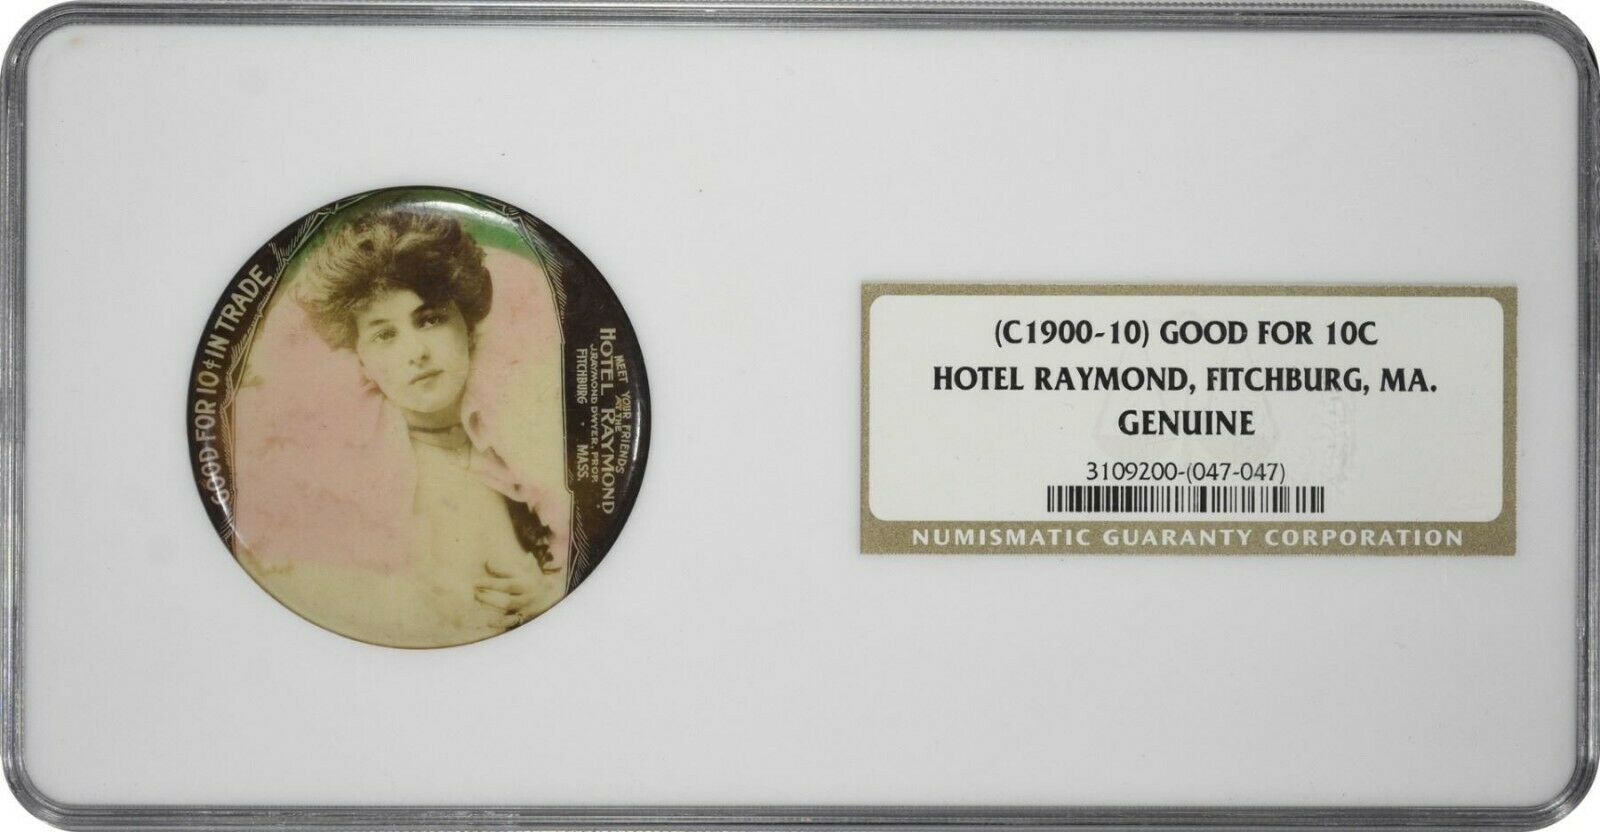 GOOD FOR 10¢ IN TRADE
MEET YOUR FRIENDS
AT THE
HOTEL RAYMOND
J.RAYMOND DWYER, PROP.
FITCHBURG MASS.
(C1900-10) GOOD FOR 10C
HOTEL RAYMOND, FITCHBURG, MA.
GENUINE
3109200-(047-047)
NUMISMATIC GUARANTY CORPORATION